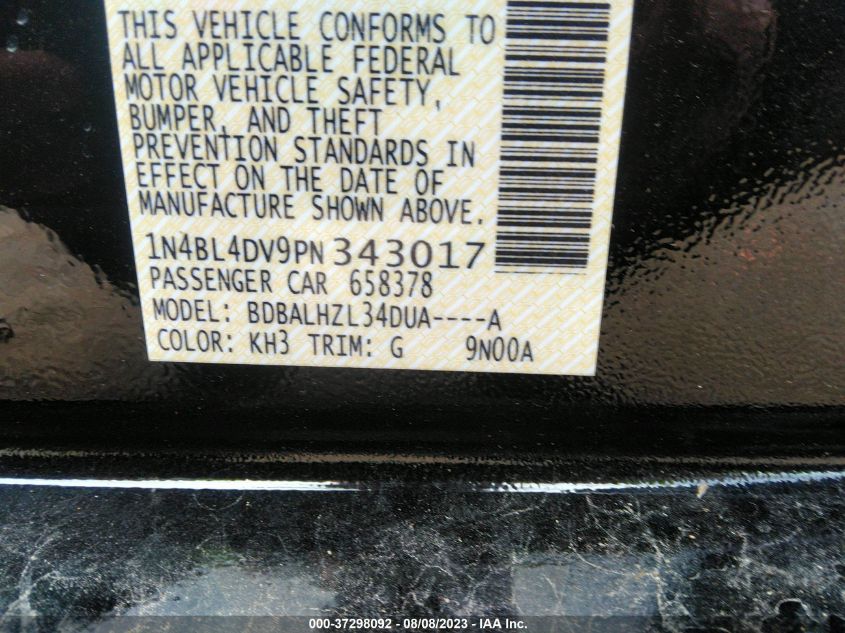 THIS VEHICLE CONFORMS TO
ALL APPLICABLE FEDERAL
MOTOR VEHICLE SAFETY,
BUMPER, AND THEFT
PREVENTION STANDARDS IN
EFFECT ON THE DATE OF
MANUFACTURE SHOWN ABOVE.
1N4BL4DV9PN343017
PASSENGER CAR 658378
MODEL: BDBALHZL34DUA----A
COLOR: KH3 TRIM: G 9N00A
000-37298092 - 08/08/2023 - IAA Inc.